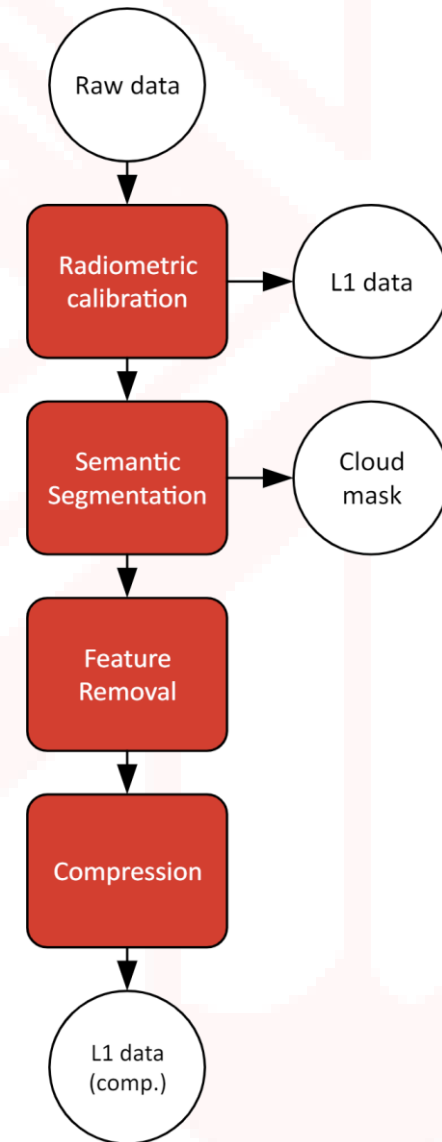 Raw data
Radiometric
calibration
L1 data
Semantic
Segmentation
Cloud
mask
Feature
Removal
Compression
L1 data
(comp.)